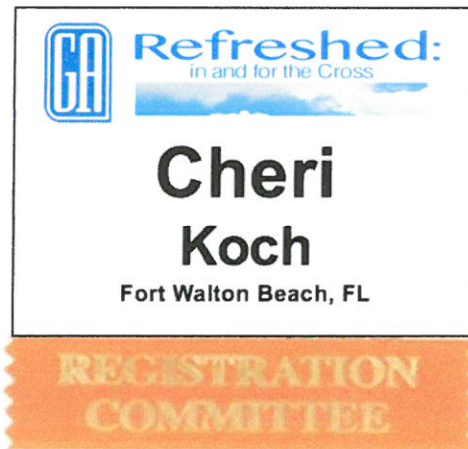 GA
Refreshed:
in and for the Cross
Cheri
Koch
Fort Walton Beach, FL
REGISTRATION
COMMITTEE